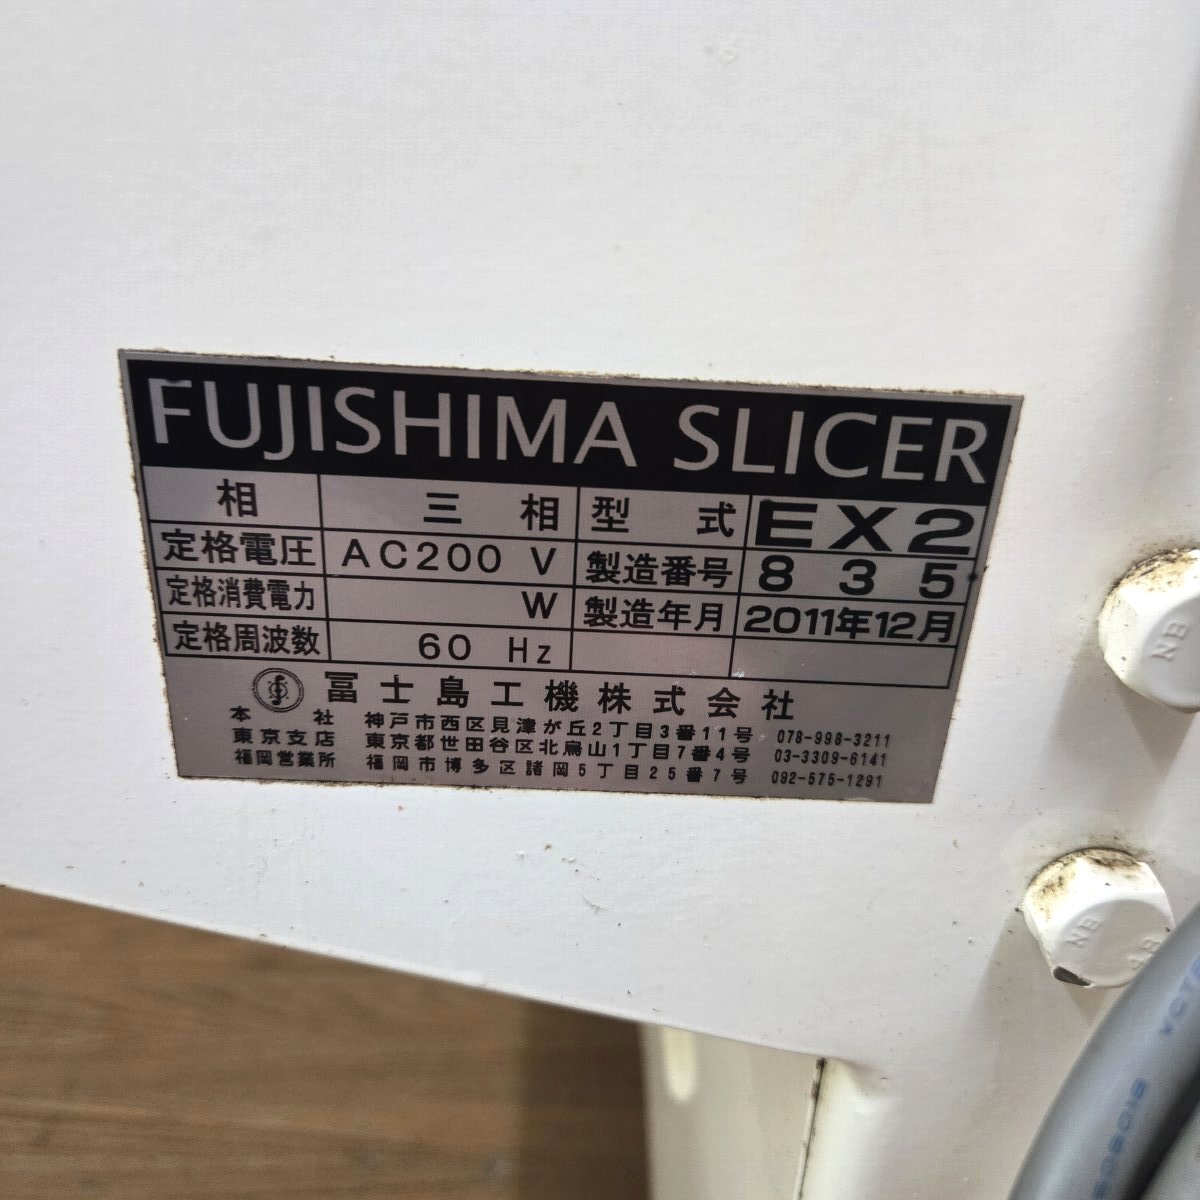 FUJISHIMA SLICER
相 三相 型式 EX2
定格電圧 AC200 V 製造番号 8 3 5
定格消費電力 W 製造年月 2011年12月
定格周波数 60 Hz
冨士島工機株式会社
本社 神戸市西区見津が丘2丁目3番11号 078-998-3211
東京支店 東京都世田谷区北烏山1丁目7番4号 03-3309-6141
福岡営業所 福岡市博多区諸岡5丁目25番7号 092-575-1291
NB
NB